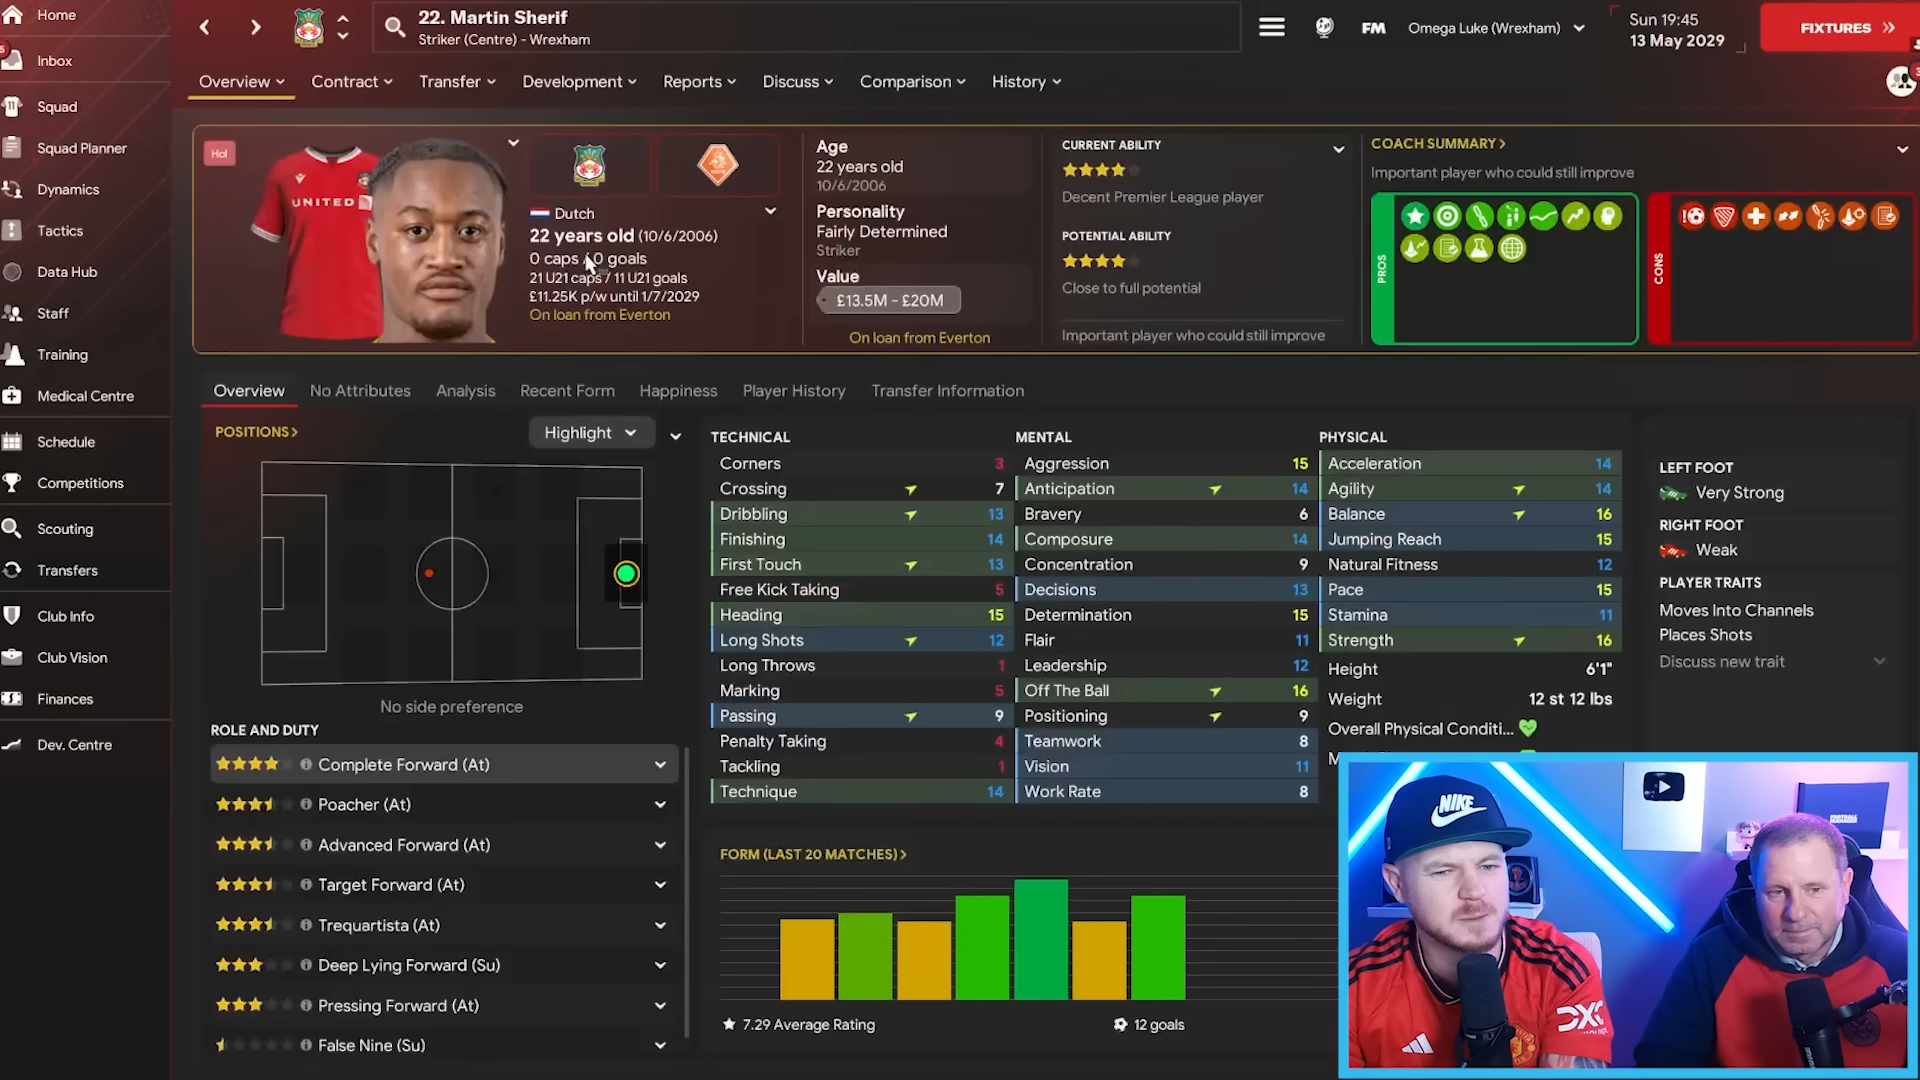 Home
Inbox
Squad
Squad Planner
Dynamics
Tactics
Data Hub
Staff
Training
Medical Centre
Schedule
Competitions
Scouting
Transfers
Club Info
Club Vision
Finances
Dev. Centre
22. Martin Sherif
Striker (Centre) - Wrexham
FM
Omega Luke (Wrexham)
Sun 19:45
13 May 2029
FIXTURES
Overview
Contract
Transfer
Development
Reports
Discuss
Comparison
History
Hol
UNITED
Dutch
22 years old (10/6/2006)
0 caps / 0 goals
21 U21 caps / 11 U21 goals
£11.25K p/w until 1/7/2029
On loan from Everton
Age
22 years old
10/6/2006
Personality
Fairly Determined
Striker
Value
£13.5M - £20M
On loan from Everton
CURRENT ABILITY
Decent Premier League player
POTENTIAL ABILITY
Close to full potential
Important player who could still improve
COACH SUMMARY
Important player who could still improve
PROS
CONS
Overview
No Attributes
Analysis
Recent Form
Happiness
Player History
Transfer Information
POSITIONS
Highlight
No side preference
ROLE AND DUTY
Complete Forward (At)
Poacher (At)
Advanced Forward (At)
Target Forward (At)
Trequartista (At)
Deep Lying Forward (Su)
Pressing Forward (At)
False Nine (Su)
TECHNICAL
Corners 3
Crossing 7
Dribbling 13
Finishing 14
First Touch 13
Free Kick Taking 5
Heading 15
Long Shots 12
Long Throws 1
Marking 5
Passing 9
Penalty Taking 4
Tackling 1
Technique 14
MENTAL
Aggression 15
Anticipation 14
Bravery 6
Composure 14
Concentration 9
Decisions 13
Determination 15
Flair 11
Leadership 12
Off The Ball 16
Positioning 9
Teamwork 8
Vision 11
Work Rate 8
PHYSICAL
Acceleration 14
Agility 14
Balance 16
Jumping Reach 15
Natural Fitness 12
Pace 15
Stamina 11
Strength 16
Height 6'1"
Weight 12 st 12 lbs
Overall Physical Conditi...
LEFT FOOT
Very Strong
RIGHT FOOT
Weak
PLAYER TRAITS
Moves Into Channels
Places Shots
Discuss new trait
FORM (LAST 20 MATCHES)
7.29 Average Rating
12 goals
NIKE
DXC